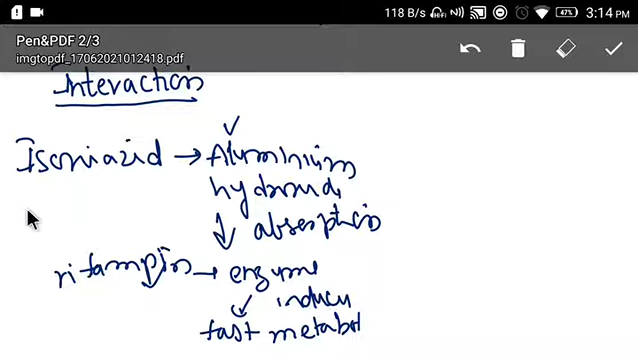 118 B/s 47% 3:14 PM
Pen&PDF 2/3
imgtopdf_17062021012418.pdf
Interaction
Isoniazid → Aluminium
hydroxide
↓ absorption
rifampin → enzyme
inducer
fast metabol